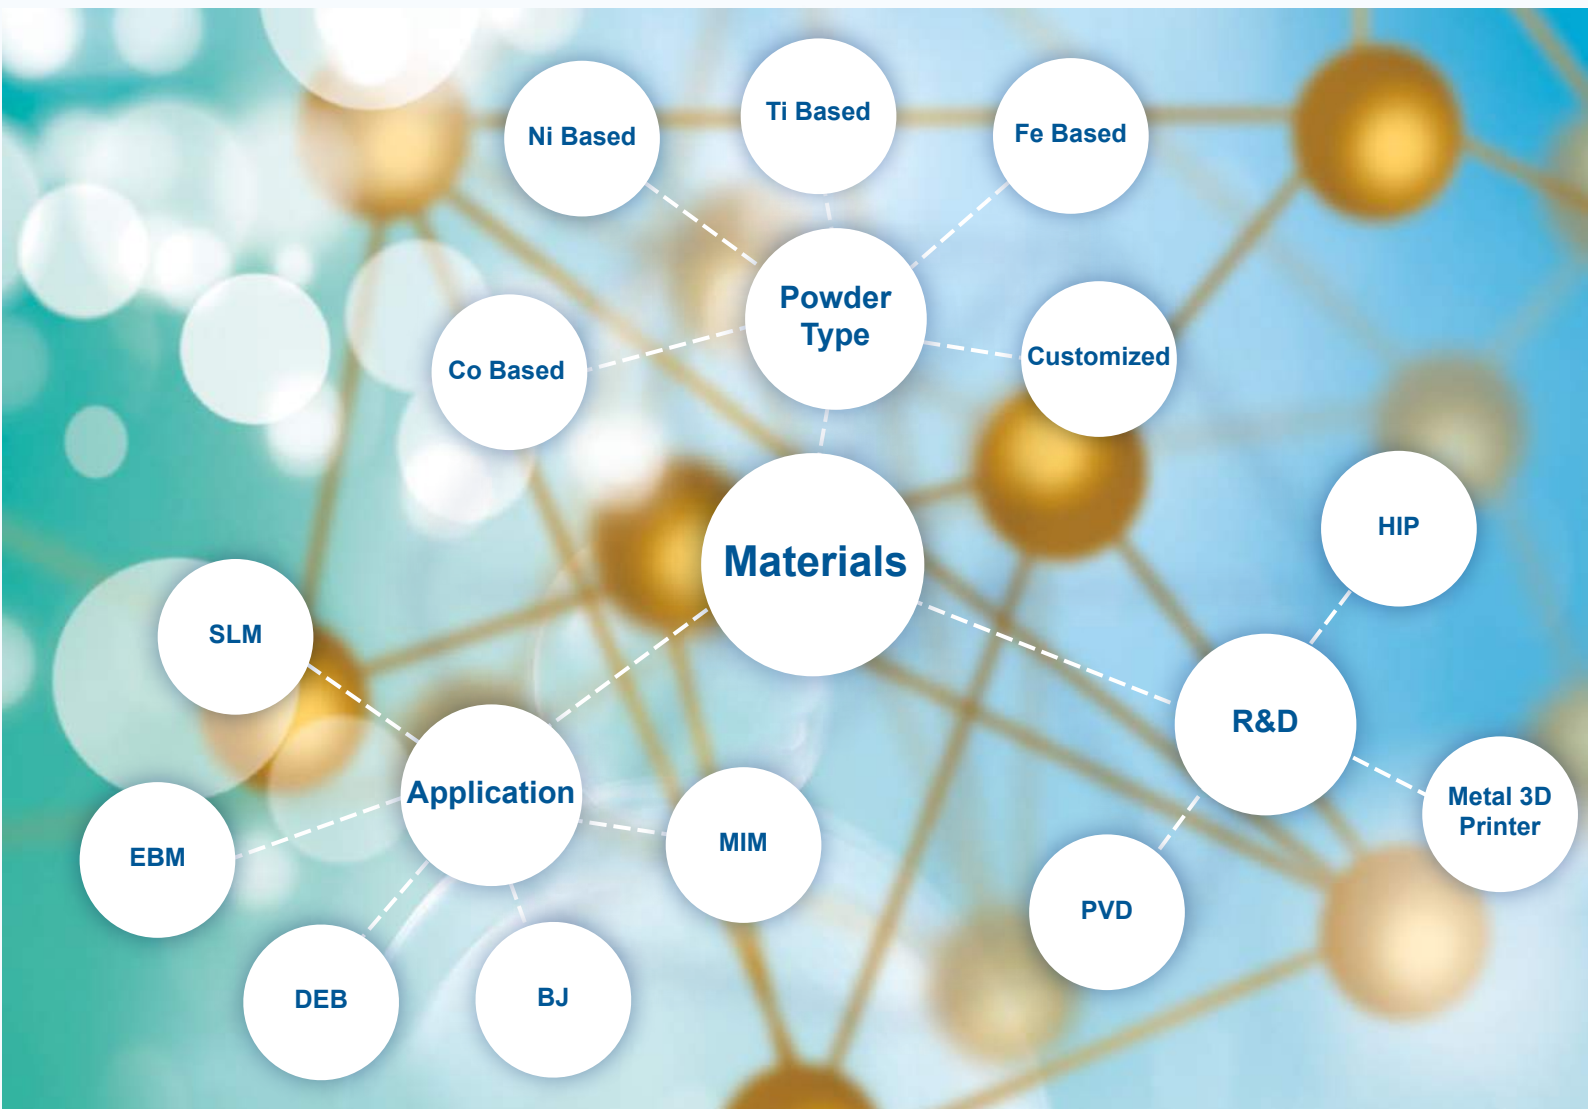 Ti Based
Ni Based
Fe Based
Powder
Type
Co Based
Customized
Materials
HIP
SLM
R&D
Application
Metal 3D
Printer
EBM
MIM
PVD
DEB
BJ